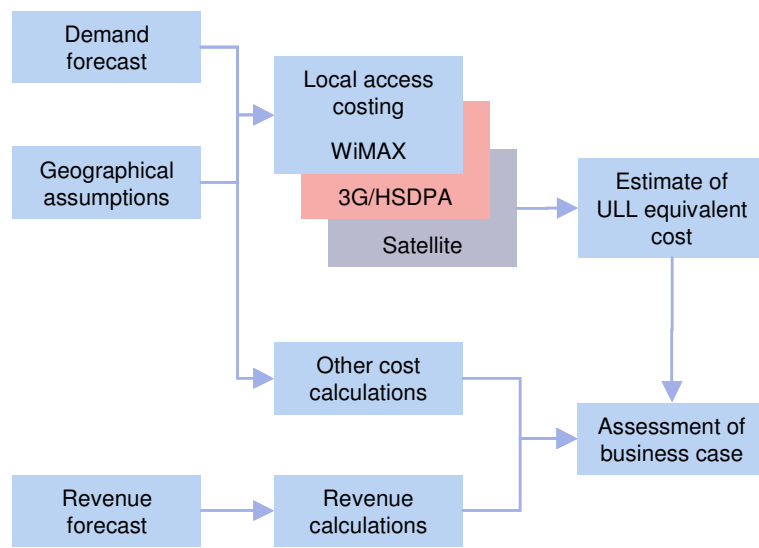 Demand
forecast
Geographical
assumptions
Local access
costing
WiMAX
3G/HSDPA
Satellite
Estimate of
ULL equivalent
cost
Other cost
calculations
Assessment of
business case
Revenue
forecast
Revenue
calculations